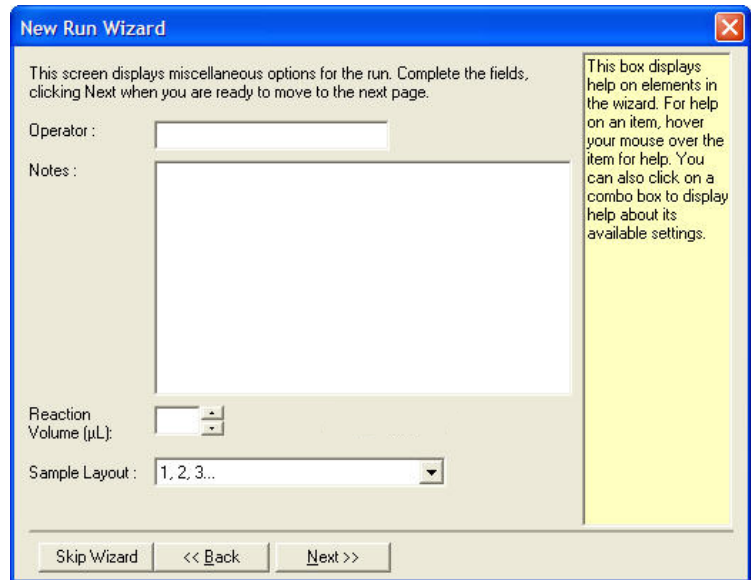 New Run Wizard
This screen displays miscellaneous options for the run. Complete the fields,
clicking Next when you are ready to move to the next page.
Operator :
Notes :
Reaction
Volume (µL):
Sample Layout :
1, 2, 3...
This box displays
help on elements in
the wizard. For help
on an item, hover
your mouse over the
item for help. You
can also click on a
combo box to display
help about its
available settings.
Skip Wizard
<< Back
Next >>